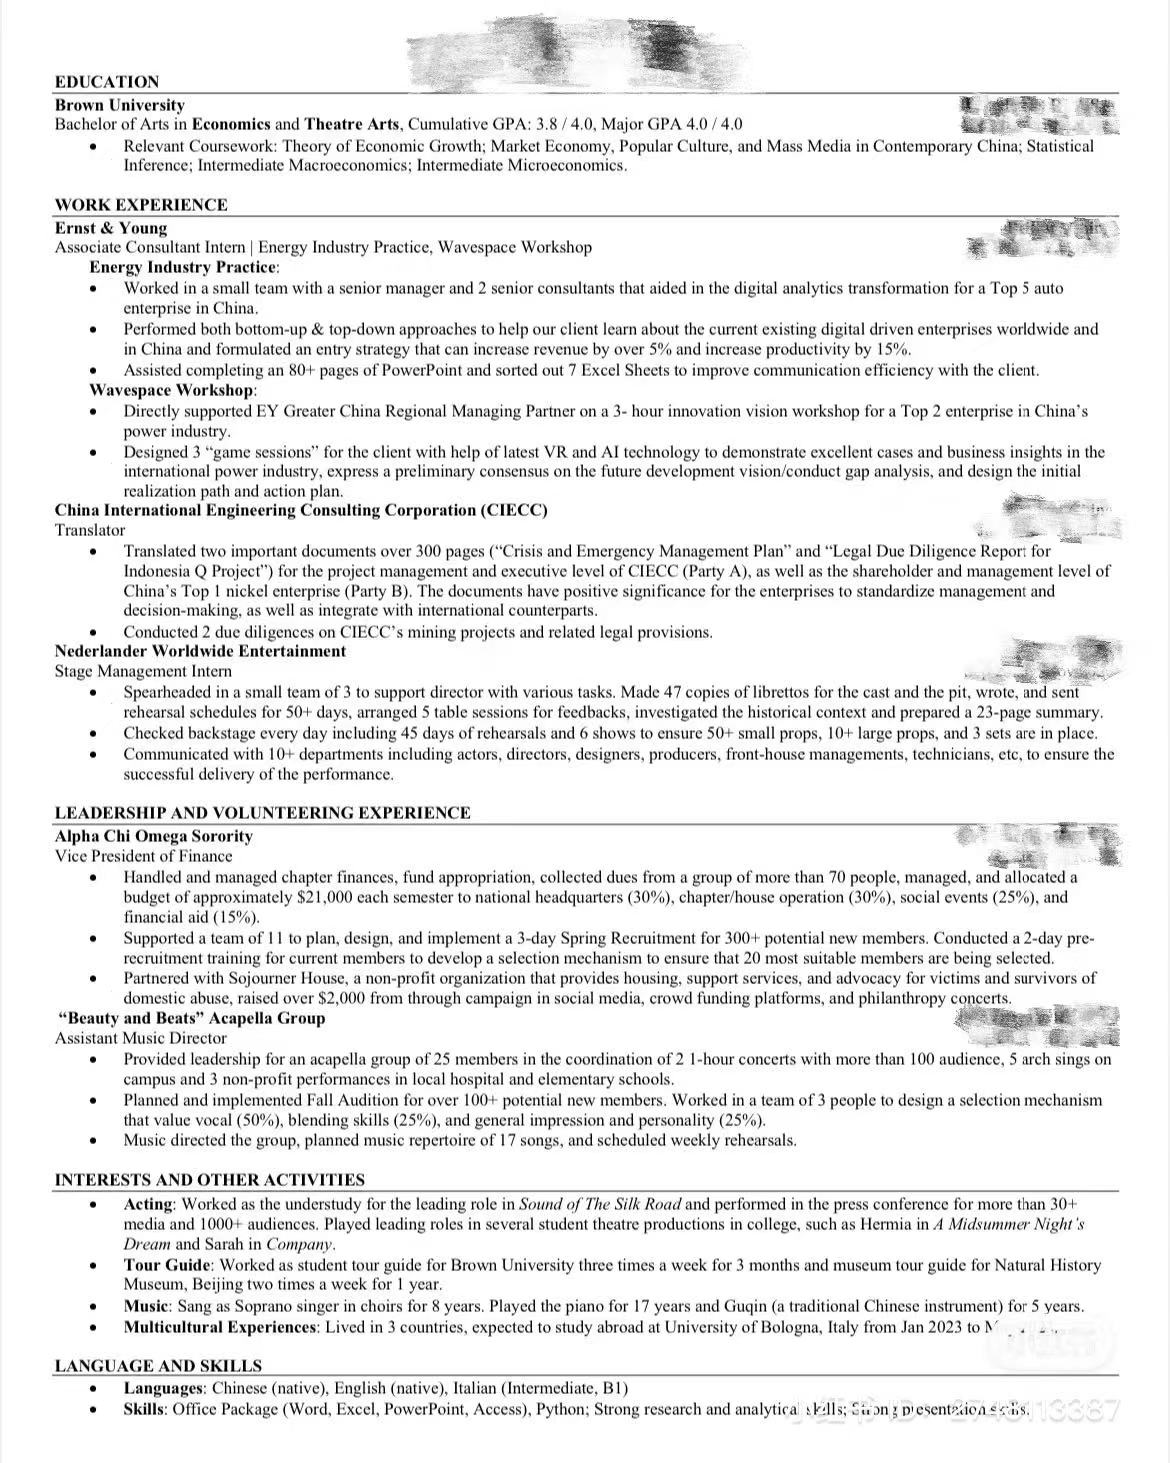 EDUCATION
Brown University
Bachelor of Arts in Economics and Theatre Arts, Cumulative GPA: 3.8 / 4.0, Major GPA 4.0 / 4.0
• Relevant Coursework: Theory of Economic Growth; Market Economy, Popular Culture, and Mass Media in Contemporary China; Statistical
Inference; Intermediate Macroeconomics; Intermediate Microeconomics.
WORK EXPERIENCE
Ernst & Young
Associate Consultant Intern | Energy Industry Practice, Wavespace Workshop
Energy Industry Practice:
• Worked in a small team with a senior manager and 2 senior consultants that aided in the digital analytics transformation for a Top 5 auto
enterprise in China.
• Performed both bottom-up & top-down approaches to help our client learn about the current existing digital driven enterprises worldwide and
in China and formulated an entry strategy that can increase revenue by over 5% and increase productivity by 15%.
• Assisted completing an 80+ pages of PowerPoint and sorted out 7 Excel Sheets to improve communication efficiency with the client.
Wavespace Workshop:
• Directly supported EY Greater China Regional Managing Partner on a 3- hour innovation vision workshop for a Top 2 enterprise in China's
power industry.
• Designed 3 "game sessions" for the client with help of latest VR and AI technology to demonstrate excellent cases and business insights in the
international power industry, express a preliminary consensus on the future development vision/conduct gap analysis, and design the initial
realization path and action plan.
China International Engineering Consulting Corporation (CIECC)
Translator
• Translated two important documents over 300 pages ("Crisis and Emergency Management Plan" and "Legal Due Diligence Report for
Indonesia Q Project") for the project management and executive level of CIECC (Party A), as well as the shareholder and management level of
China's Top 1 nickel enterprise (Party B). The documents have positive significance for the enterprises to standardize management and
decision-making, as well as integrate with international counterparts.
• Conducted 2 due diligences on CIECC's mining projects and related legal provisions.
Nederlander Worldwide Entertainment
Stage Management Intern
• Spearheaded in a small team of 3 to support director with various tasks. Made 47 copies of librettos for the cast and the pit, wrote, and sent
rehearsal schedules for 50+ days, arranged 5 table sessions for feedbacks, investigated the historical context and prepared a 23-page summary.
• Checked backstage every day including 45 days of rehearsals and 6 shows to ensure 50+ small props, 10+ large props, and 3 sets are in place.
• Communicated with 10+ departments including actors, directors, designers, producers, front-house managements, technicians, etc, to ensure the
successful delivery of the performance.
LEADERSHIP AND VOLUNTEERING EXPERIENCE
Alpha Chi Omega Sorority
Vice President of Finance
• Handled and managed chapter finances, fund appropriation, collected dues from a group of more than 70 people, managed, and allocated a
budget of approximately $21,000 each semester to national headquarters (30%), chapter/house operation (30%), social events (25%), and
financial aid (15%).
• Supported a team of 11 to plan, design, and implement a 3-day Spring Recruitment for 300+ potential new members. Conducted a 2-day pre-
recruitment training for current members to develop a selection mechanism to ensure that 20 most suitable members are being selected.
• Partnered with Sojourner House, a non-profit organization that provides housing, support services, and advocacy for victims and survivors of
domestic abuse, raised over $2,000 from through campaign in social media, crowd funding platforms, and philanthropy concerts.
"Beauty and Beats" Acapella Group
Assistant Music Director
• Provided leadership for an acapella group of 25 members in the coordination of 2 1-hour concerts with more than 100 audience, 5 arch sings on
campus and 3 non-profit performances in local hospital and elementary schools.
• Planned and implemented Fall Audition for over 100+ potential new members. Worked in a team of 3 people to design a selection mechanism
that value vocal (50%), blending skills (25%), and general impression and personality (25%).
• Music directed the group, planned music repertoire of 17 songs, and scheduled weekly rehearsals.
INTERESTS AND OTHER ACTIVITIES
• Acting: Worked as the understudy for the leading role in Sound of The Silk Road and performed in the press conference for more than 30+
media and 1000+ audiences. Played leading roles in several student theatre productions in college, such as Hermia in A Midsummer Night's
Dream and Sarah in Company.
• Tour Guide: Worked as student tour guide for Brown University three times a week for 3 months and museum tour guide for Natural History
Museum, Beijing two times a week for 1 year.
• Music: Sang as Soprano singer in choirs for 8 years. Played the piano for 17 years and Guqin (a traditional Chinese instrument) for 5 years.
• Multicultural Experiences: Lived in 3 countries, expected to study abroad at University of Bologna, Italy from Jan 2023 to
LANGUAGE AND SKILLS
• Languages: Chinese (native), English (native), Italian (Intermediate, B1)
• Skills: Office Package (Word, Excel, PowerPoint, Access), Python; Strong research and analytical skills; Strong presentation skills.
小红书 ID: 2743113387